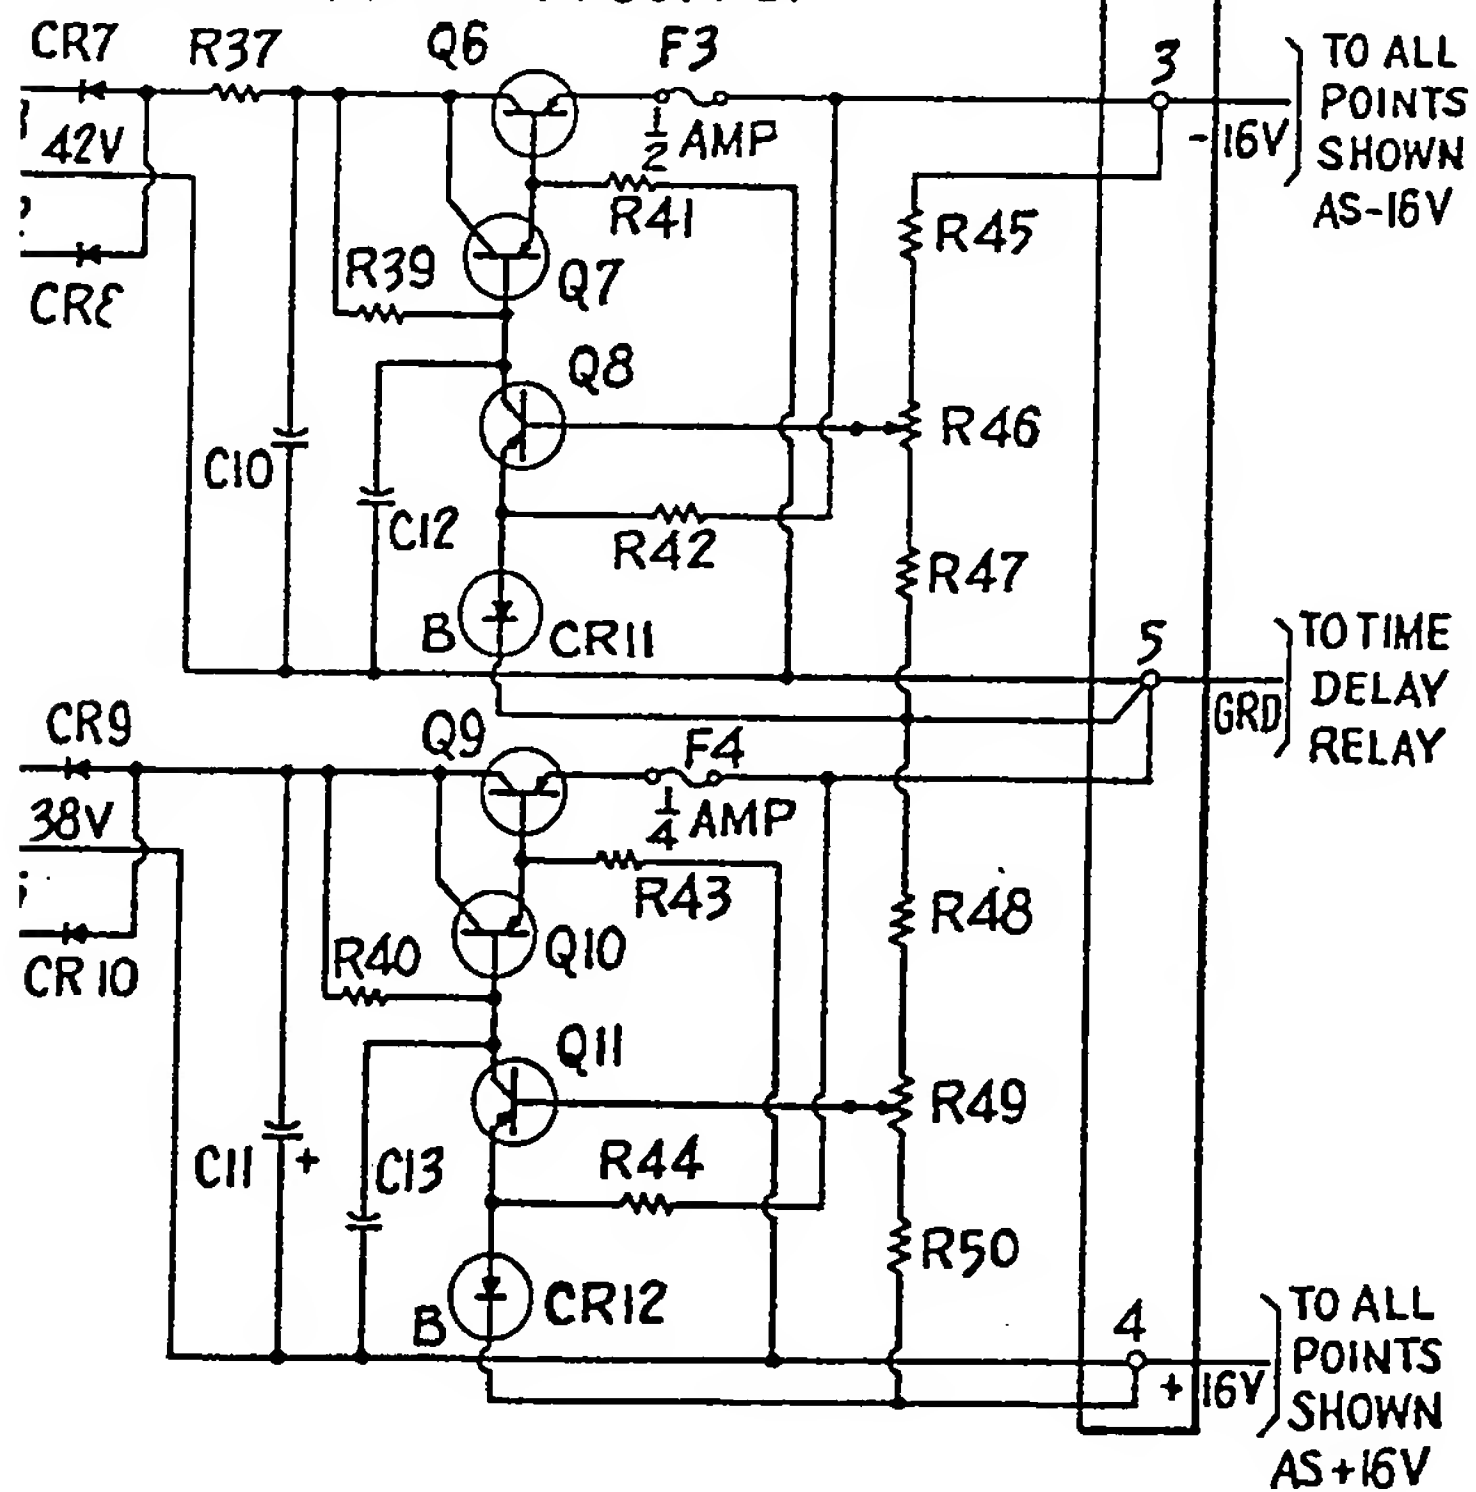 CR7
R37
Q6
F3
3
TO ALL
POINTS
SHOWN
AS-16V
42V
1/2 AMP
-16V
R41
R45
R39
Q7
CR8
Q8
R46
C10
C12
R42
R47
B
CR11
5
TO TIME
DELAY
RELAY
GRD
CR9
Q9
F4
38V
1/4 AMP
R43
R48
CR10
R40
Q10
Q11
R49
C11
+
C13
R44
R50
B
CR12
4
TO ALL
POINTS
SHOWN
AS+16V
+16V